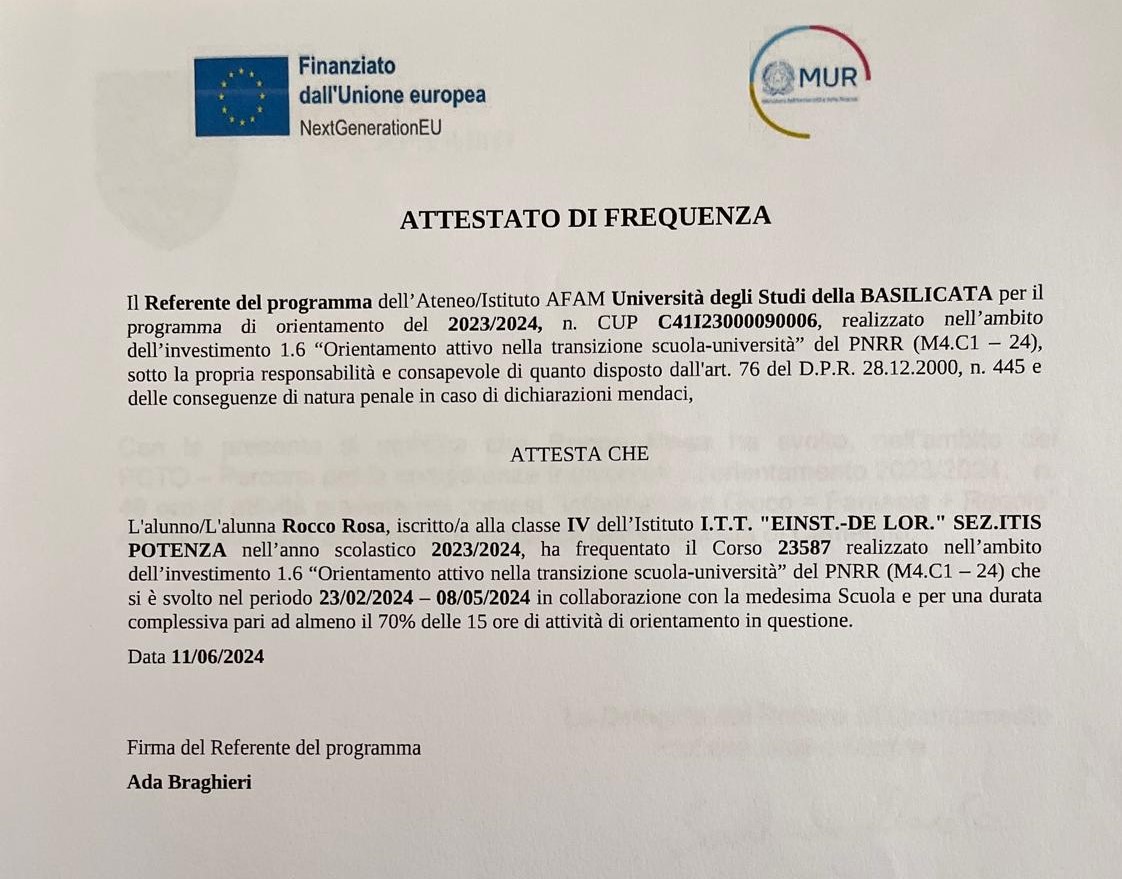 Finanziato
dall'Unione europea
NextGenerationEU
MUR
ATTESTATO DI FREQUENZA
Il Referente del programma dell'Ateneo/Istituto AFAM Università degli Studi della BASILICATA per il
programma di orientamento del 2023/2024, n. CUP C41I23000090006, realizzato nell'ambito
dell'investimento 1.6 “Orientamento attivo nella transizione scuola-università” del PNRR (M4.C1 – 24),
sotto la propria responsabilità e consapevole di quanto disposto dall'art. 76 del D.P.R. 28.12.2000, n. 445 e
delle conseguenze di natura penale in caso di dichiarazioni mendaci,
ATTESTA CHE
L'alunno/L'alunna Rocco Rosa, iscritto/a alla classe IV dell'Istituto I.T.T. "EINST.-DE LOR." SEZ.ITIS
POTENZA nell'anno scolastico 2023/2024, ha frequentato il Corso 23587 realizzato nell'ambito
dell'investimento 1.6 “Orientamento attivo nella transizione scuola-università” del PNRR (M4.C1 – 24) che
si è svolto nel periodo 23/02/2024 – 08/05/2024 in collaborazione con la medesima Scuola e per una durata
complessiva pari ad almeno il 70% delle 15 ore di attività di orientamento in questione.
Data 11/06/2024
Firma del Referente del programma
Ada Braghieri